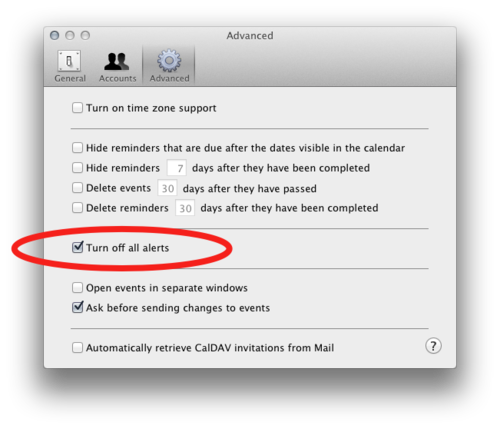 Advanced
General Accounts Advanced
Turn on time zone support
Hide reminders that are due after the dates visible in the calendar
Hide reminders 7 days after they have been completed
Delete events 30 days after they have passed
Delete reminders 30 days after they have been completed
Turn off all alerts
Open events in separate windows
Ask before sending changes to events
Automatically retrieve CalDAV invitations from Mail ?